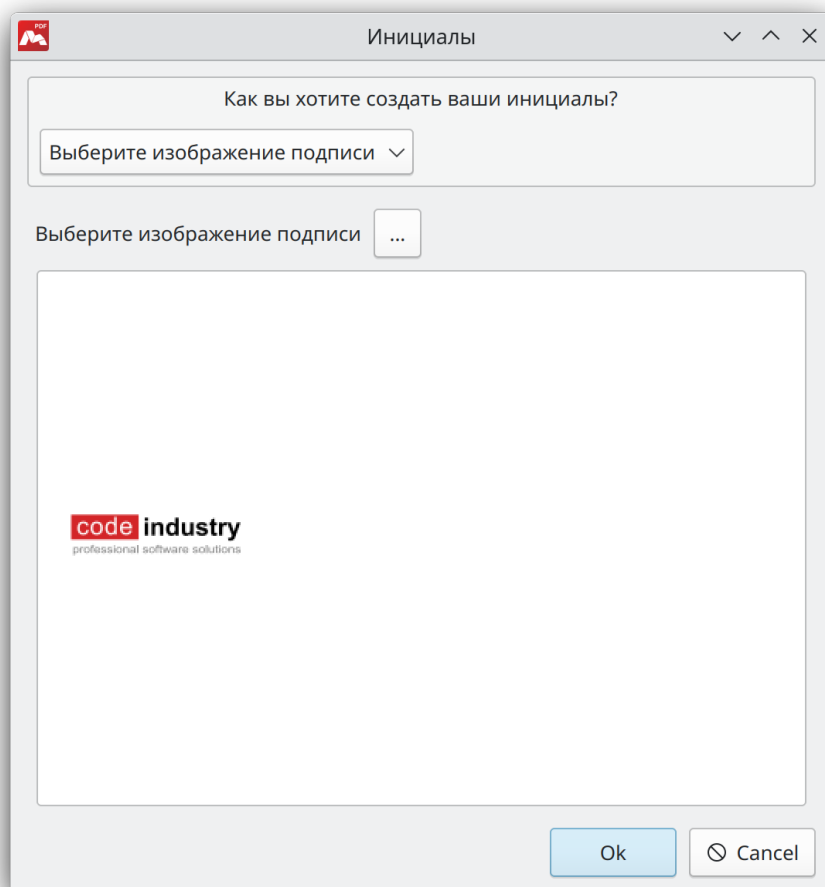 PDF
Инициалы
Как вы хотите создать ваши инициалы?
Выберите изображение подписи
Выберите изображение подписи ...
code industry
professional software solutions
Ok Cancel